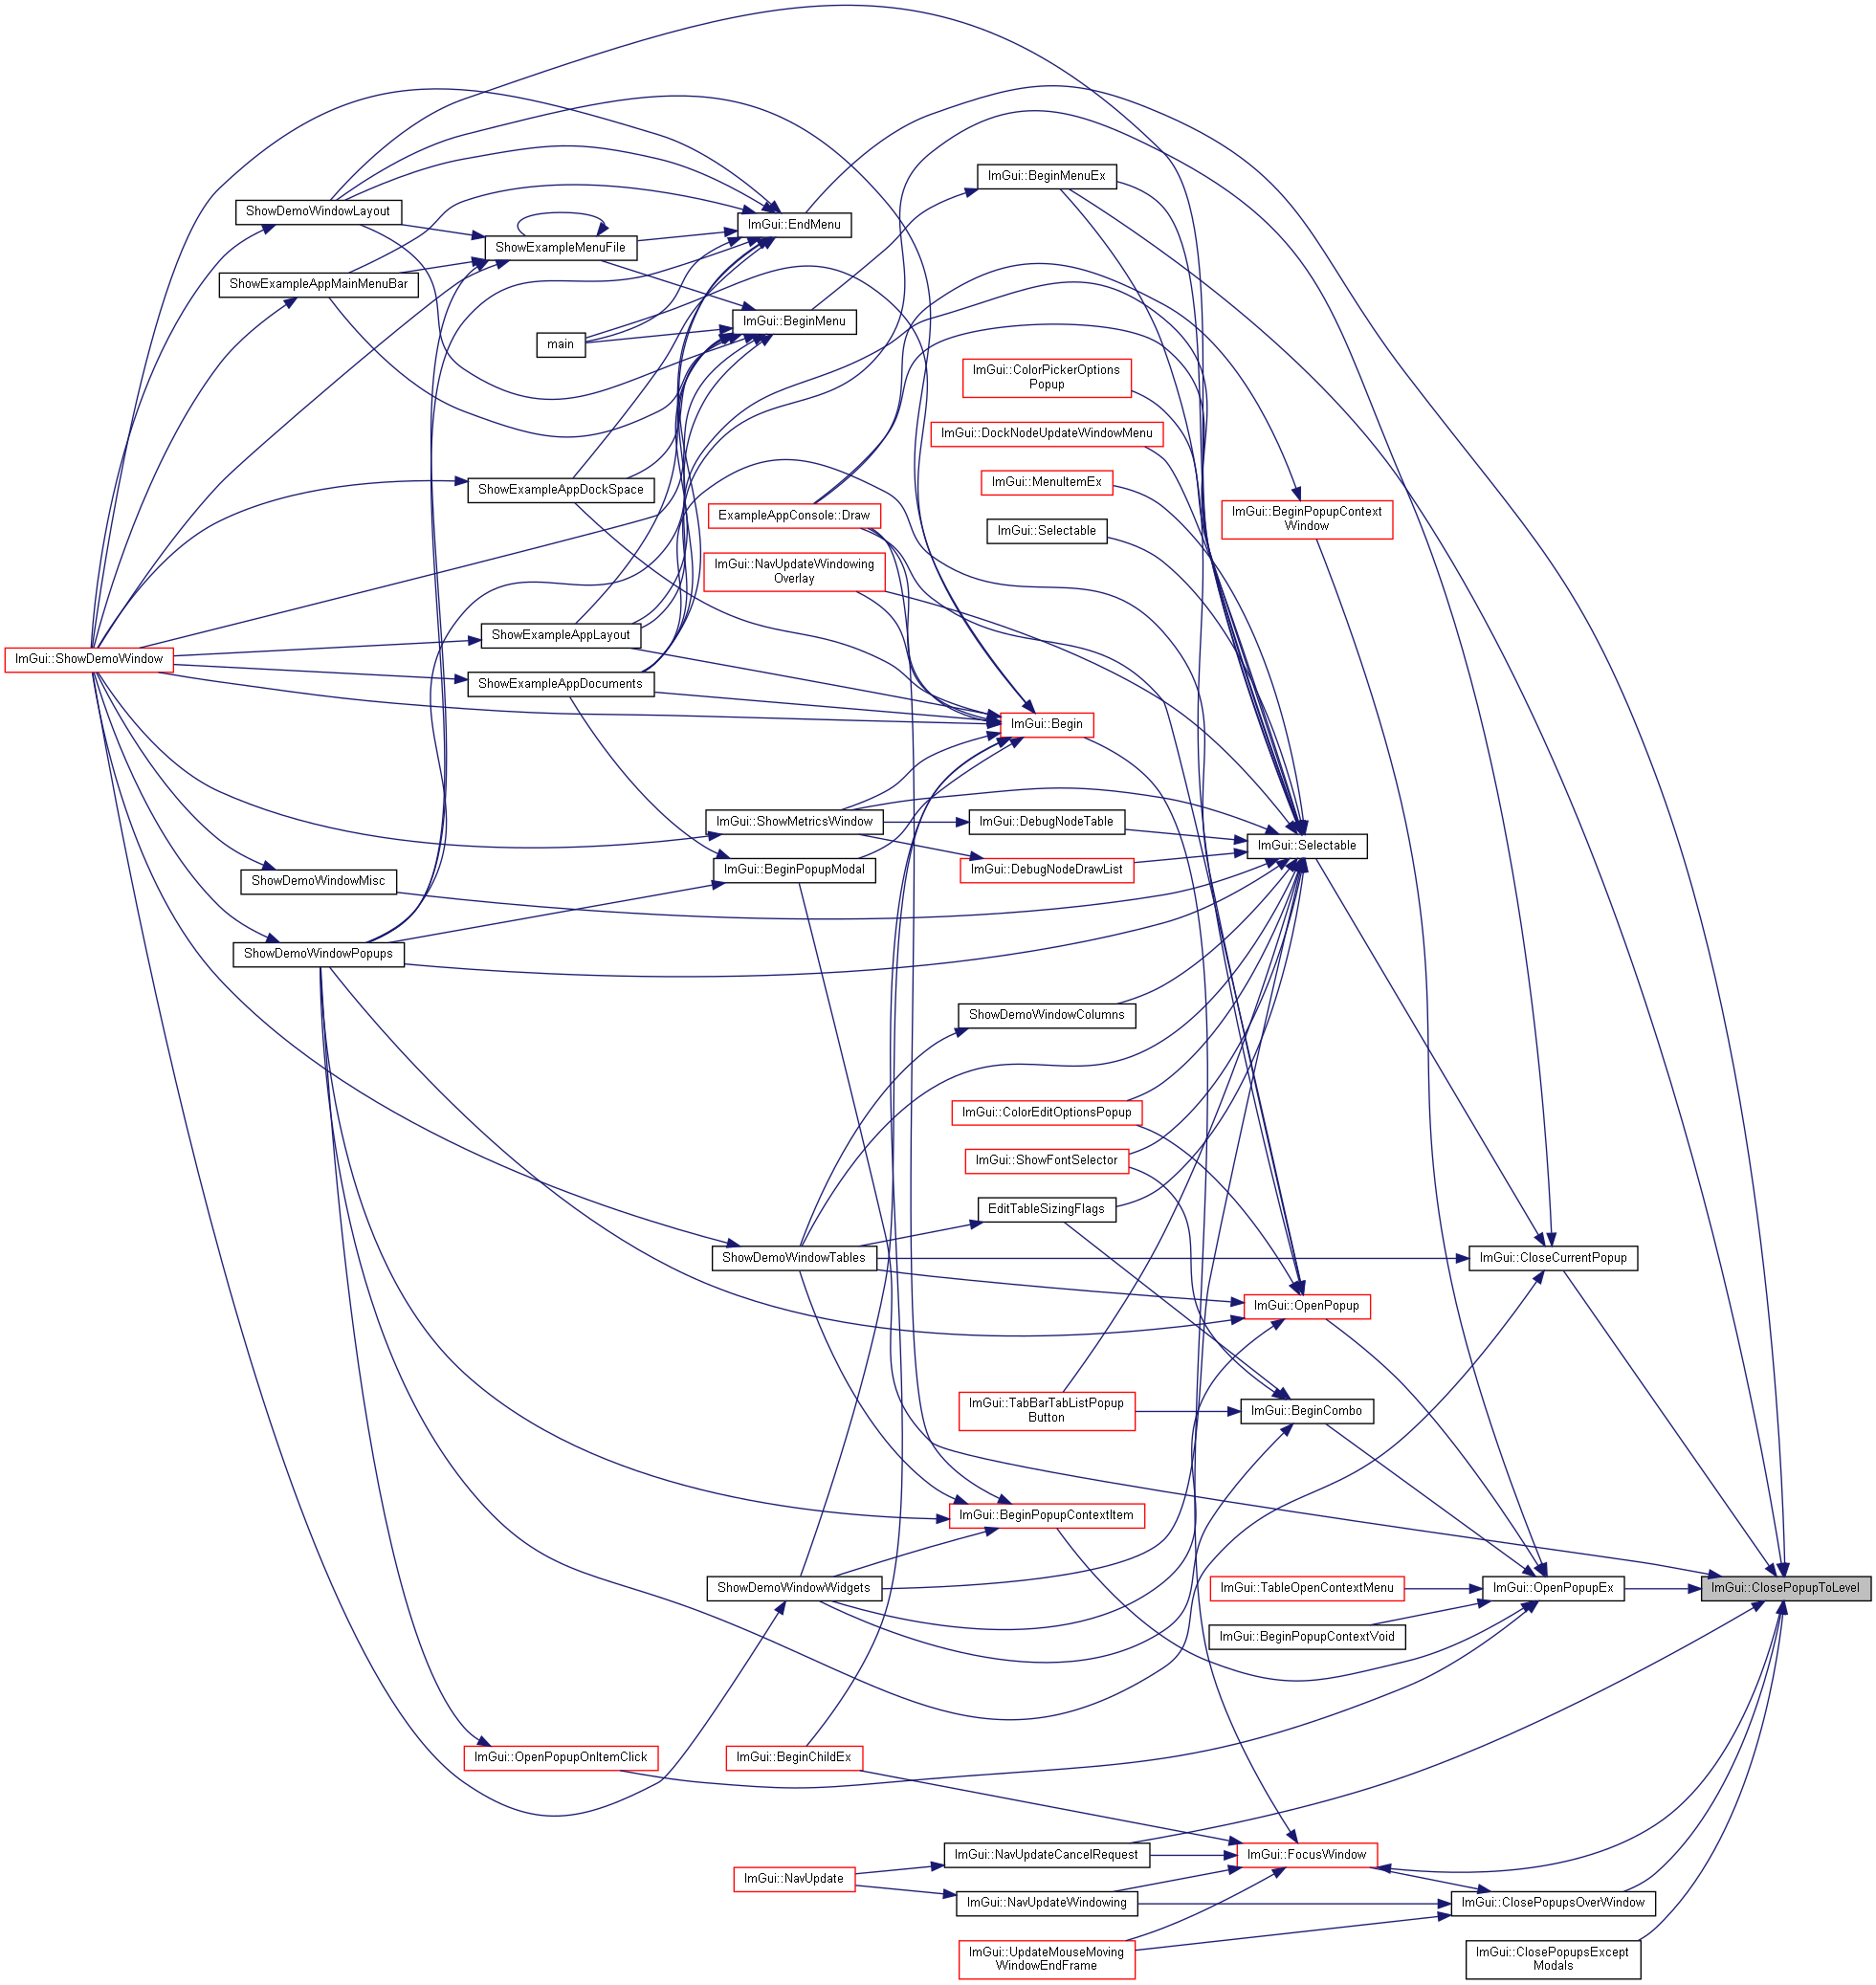 ImGui::BeginMenuEx
ShowDemoWindowLayout
ImGui::EndMenu
ShowExampleMenuFile
ShowExampleAppMainMenuBar
ImGui::BeginMenu
main
ImGui::ColorPickerOptions
Popup
ImGui::DockNodeUpdateWindowMenu
ImGui::MenuItemEx
ShowExampleAppDockSpace
ExampleAppConsole::Draw
ImGui::Selectable
ImGui::BeginPopupContext
Window
ImGui::NavUpdateWindowing
Overlay
ShowExampleAppLayout
ImGui::ShowDemoWindow
ShowExampleAppDocuments
ImGui::Begin
ImGui::ShowMetricsWindow
ImGui::DebugNodeTable
ImGui::Selectable
ImGui::BeginPopupModal
ImGui::DebugNodeDrawList
ShowDemoWindowMisc
ShowDemoWindowPopups
ShowDemoWindowColumns
ImGui::ColorEditOptionsPopup
ImGui::ShowFontSelector
EditTableSizingFlags
ShowDemoWindowTables
ImGui::CloseCurrentPopup
ImGui::OpenPopup
ImGui::TabBarTabListPopup
Button
ImGui::BeginCombo
ImGui::BeginPopupContextItem
ShowDemoWindowWidgets
ImGui::TableOpenContextMenu
ImGui::OpenPopupEx
ImGui::ClosePopupToLevel
ImGui::BeginPopupContextVoid
ImGui::OpenPopupOnItemClick
ImGui::BeginChildEx
ImGui::NavUpdateCancelRequest
ImGui::FocusWindow
ImGui::NavUpdate
ImGui::NavUpdateWindowing
ImGui::ClosePopupsOverWindow
ImGui::UpdateMouseMoving
WindowEndFrame
ImGui::ClosePopupsExcept
Modals